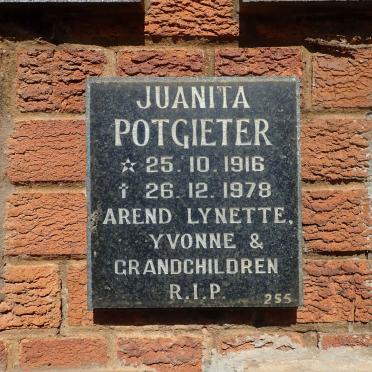 JUANITA
POTGIETER
☆ 25.10.1916
✝ 26.12.1978
AREND LYNETTE.
YVONNE &
GRANDCHILDREN
R.I.P.
255